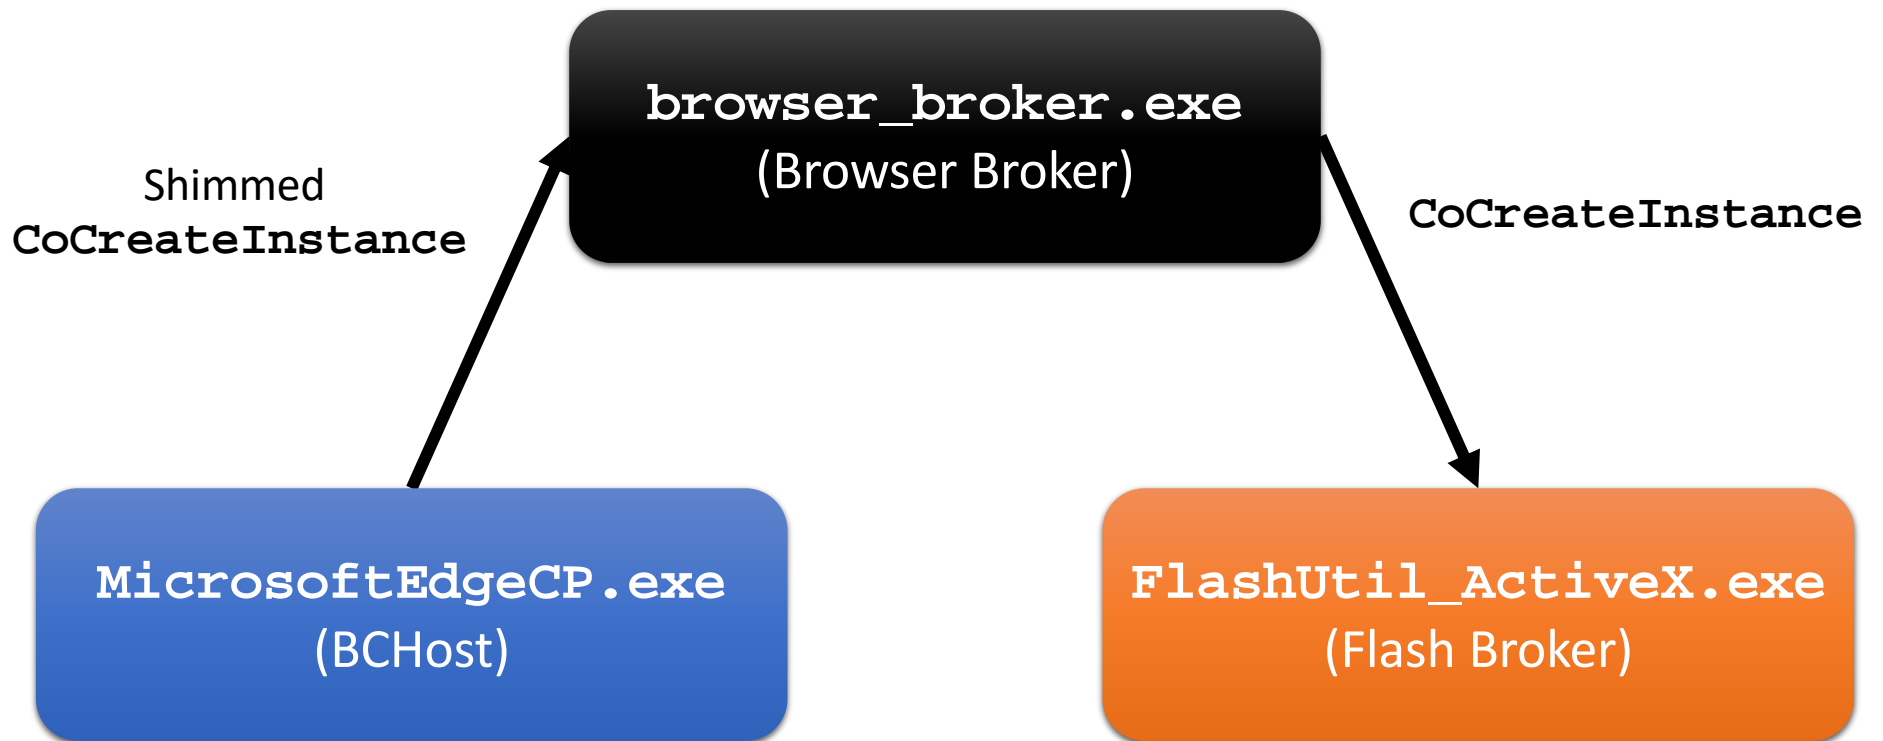 browser_broker.exe
(Browser Broker)
Shimmed
CoCreateInstance
CoCreateInstance
MicrosoftEdgeCP.exe
(BCHost)
FlashUtil_ActiveX.exe
(Flash Broker)